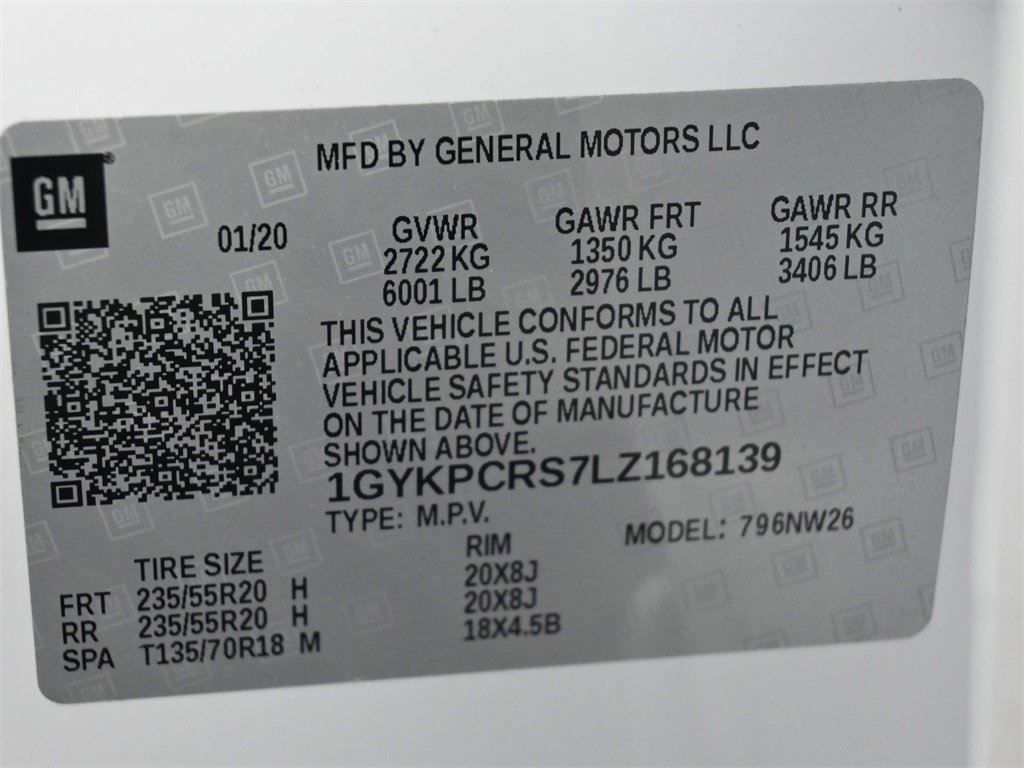 GM
MFD BY GENERAL MOTORS LLC
01/20
GVWR
2722 KG
6001 LB
GAWR FRT
1350 KG
2976 LB
GAWR RR
1545 KG
3406 LB
THIS VEHICLE CONFORMS TO ALL
APPLICABLE U.S. FEDERAL MOTOR
VEHICLE SAFETY STANDARDS IN EFFECT
ON THE DATE OF MANUFACTURE
SHOWN ABOVE.
1GYKPCRS7LZ168139
TYPE: M.P.V.
MODEL: 796NW26
TIRE SIZE RIM
FRT 235/55R20 H 20X8J
RR 235/55R20 H 20X8J
SPA T135/70R18 M 18X4.5B